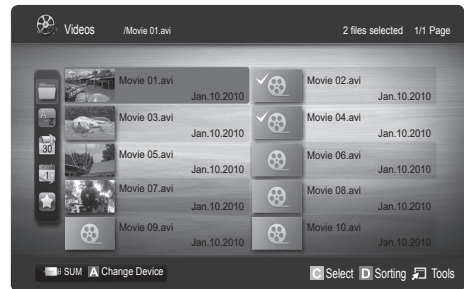 Videos /Movie 01.avi 2 files selected 1/1 Page
Movie 01.avi Movie 02.avi
Jan.10.2010 Jan.10.2010
Movie 03.avi Movie 04.avi
Jan.10.2010 Jan.10.2010
Movie 05.avi Movie 06.avi
Jan.10.2010 Jan.10.2010
Movie 07.avi Movie 08.avi
Jan.10.2010 Jan.10.2010
Movie 09.avi Movie 10.avi
Jan.10.2010 Jan.10.2010
30
1
SUM A Change Device C Select D Sorting Tools